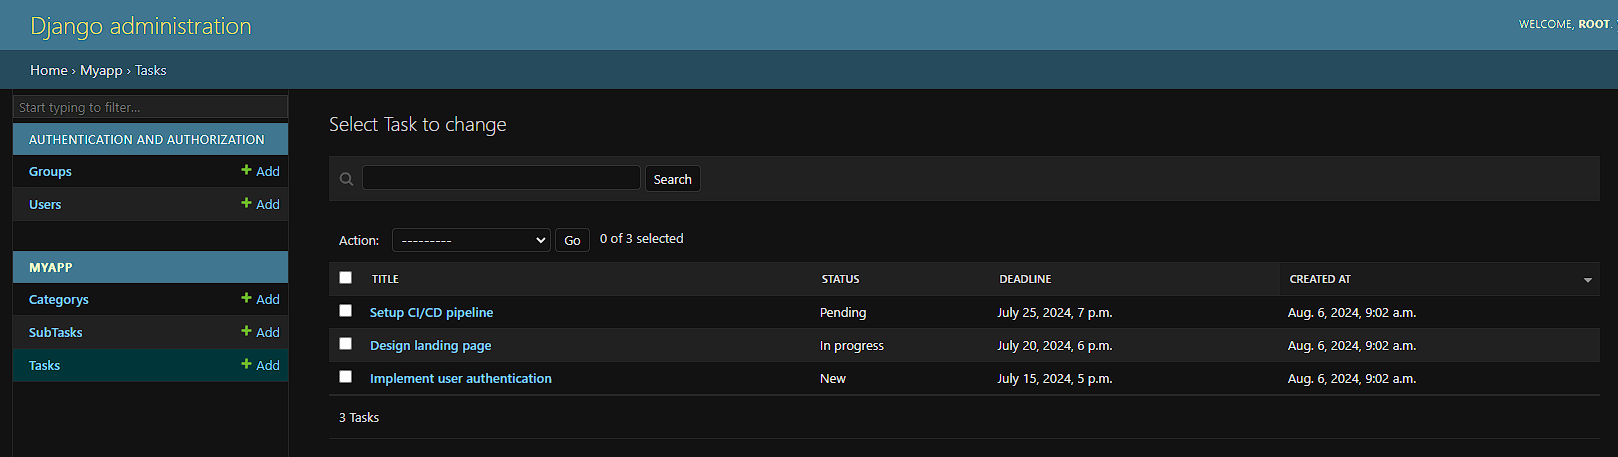 Django administration
WELCOME, ROOT.
Home › Myapp › Tasks
Start typing to filter...
AUTHENTICATION AND AUTHORIZATION
Groups + Add
Users + Add
MYAPP
Categorys + Add
SubTasks + Add
Tasks + Add
Select Task to change
Search
Action: --------- Go 0 of 3 selected
TITLE STATUS DEADLINE CREATED AT
Setup CI/CD pipeline Pending July 25, 2024, 7 p.m. Aug. 6, 2024, 9:02 a.m.
Design landing page In progress July 20, 2024, 6 p.m. Aug. 6, 2024, 9:02 a.m.
Implement user authentication New July 15, 2024, 5 p.m. Aug. 6, 2024, 9:02 a.m.
3 Tasks